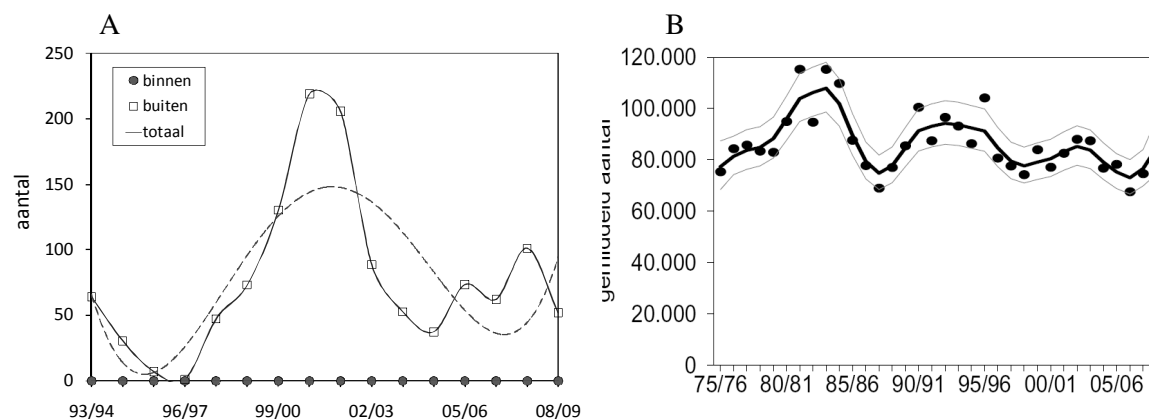 A
250
200
150
100
50
0
aantal
binnen
buiten
totaal
93/94 96/97 99/00 02/03 05/06 08/09
B
120.000
100.000
80.000
60.000
40.000
20.000
0
gemiddeld aantal
75/76 80/81 85/86 90/91 95/96 00/01 05/06